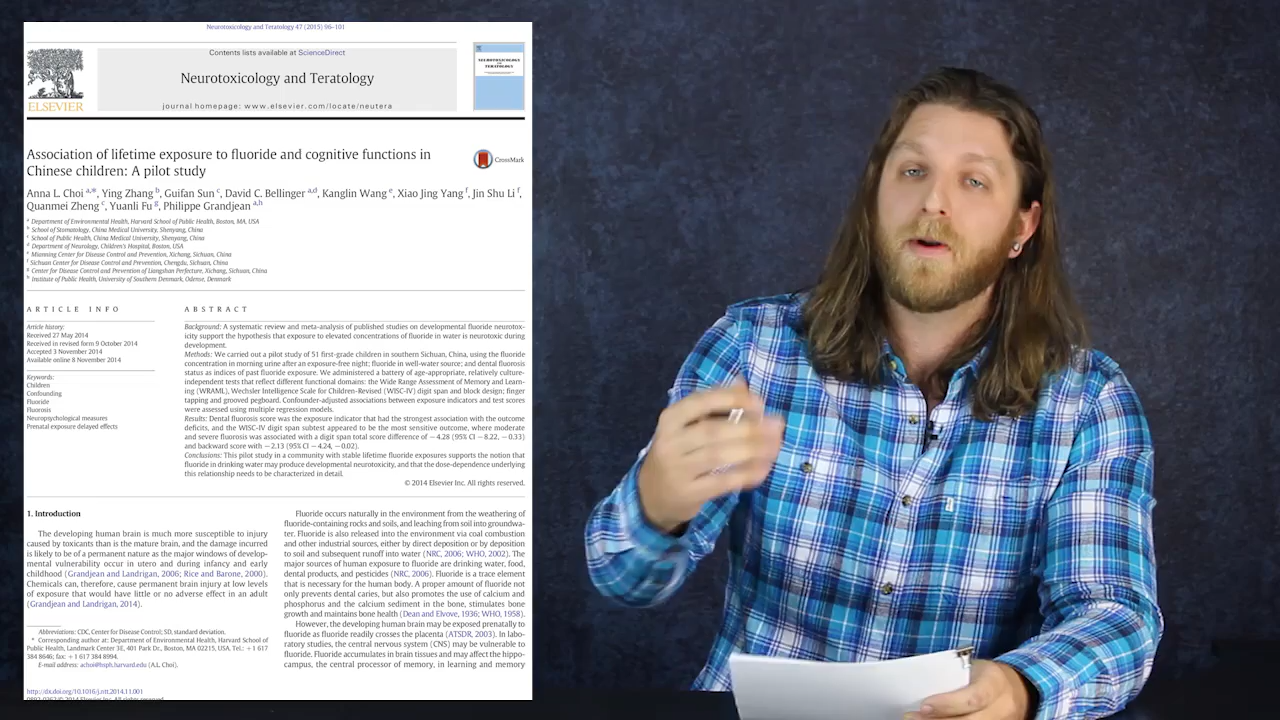 Neurotoxicology and Teratology 47 (2015) 96–101
Contents lists available at ScienceDirect
Neurotoxicology and Teratology
journal homepage: www.elsevier.com/locate/neutera
ELSEVIER
NEUROTOXICOLOGY
AND
TERATOLOGY
Association of lifetime exposure to fluoride and cognitive functions in
Chinese children: A pilot study
CrossMark
Anna L. Choi a,*, Ying Zhang b, Guifan Sun c, David C. Bellinger a,d, Kanglin Wang e, Xiao Jing Yang f, Jin Shu Li f,
Quanmei Zheng c, Yuanli Fu g, Philippe Grandjean a,h
a Department of Environmental Health, Harvard School of Public Health, Boston, MA, USA
b School of Stomatology, China Medical University, Shenyang, China
c School of Public Health, China Medical University, Shenyang, China
d Department of Neurology, Children's Hospital, Boston, USA
e Mianning Center for Disease Control and Prevention, Xichang, Sichuan, China
f Sichuan Center for Disease Control and Prevention, Chengdu, Sichuan, China
g Center for Disease Control and Prevention of Liangshan Perfecture, Xichang, Sichuan, China
h Institute of Public Health, University of Southern Denmark, Odense, Denmark
ARTICLE INFO
Article history:
Received 27 May 2014
Received in revised form 9 October 2014
Accepted 3 November 2014
Available online 8 November 2014
Keywords:
Children
Confounding
Fluoride
Fluorosis
Neuropsychological measures
Prenatal exposure delayed effects
ABSTRACT
Background: A systematic review and meta-analysis of published studies on developmental fluoride neurotox-
icity support the hypothesis that exposure to elevated concentrations of fluoride in water is neurotoxic during
development.
Methods: We carried out a pilot study of 51 first-grade children in southern Sichuan, China, using the fluoride
concentration in morning urine after an exposure-free night; fluoride in well-water source; and dental fluorosis
status as indices of past fluoride exposure. We administered a battery of age-appropriate, relatively culture-
independent tests that reflect different functional domains: the Wide Range Assessment of Memory and Learn-
ing (WRAML), Wechsler Intelligence Scale for Children-Revised (WISC-IV) digit span and block design; finger
tapping and grooved pegboard. Confounder-adjusted associations between exposure indicators and test scores
were assessed using multiple regression models.
Results: Dental fluorosis score was the exposure indicator that had the strongest association with the outcome
deficits, and the WISC-IV digit span subtest appeared to be the most sensitive outcome, where moderate
and severe fluorosis was associated with a digit span total score difference of −4.28 (95% CI −8.22, −0.33)
and backward score with −2.13 (95% CI −4.24, −0.02).
Conclusions: This pilot study in a community with stable lifetime fluoride exposures supports the notion that
fluoride in drinking water may produce developmental neurotoxicity, and that the dose-dependence underlying
this relationship needs to be characterized in detail.
© 2014 Elsevier Inc. All rights reserved.
1. Introduction
The developing human brain is much more susceptible to injury
caused by toxicants than is the mature brain, and the damage incurred
is likely to be of a permanent nature as the major windows of develop-
mental vulnerability occur in utero and during infancy and early
childhood (Grandjean and Landrigan, 2006; Rice and Barone, 2000).
Chemicals can, therefore, cause permanent brain injury at low levels
of exposure that would have little or no adverse effect in an adult
(Grandjean and Landrigan, 2014).
Abbreviations: CDC, Center for Disease Control; SD, standard deviation.
* Corresponding author at: Department of Environmental Health, Harvard School of
Public Health, Landmark Center 3E, 401 Park Dr., Boston, MA 02215, USA. Tel.: +1 617
384 8646; fax: +1 617 384 8994.
E-mail address: achoi@hsph.harvard.edu (A.L. Choi).
http://dx.doi.org/10.1016/j.ntt.2014.11.001
0892-0362/© 2014 Elsevier Inc. All rights reserved.
Fluoride occurs naturally in the environment from the weathering
of fluoride-containing rocks and soils, and leaching from soil into groundwa-
ter. Fluoride is also released into the environment via coal combustion
and other industrial sources, either by direct deposition or by deposition
to soil and subsequent runoff into water (NRC, 2006; WHO, 2002). The
major sources of human exposure to fluoride are drinking water, food,
dental products, and pesticides (NRC, 2006). Fluoride is a trace element
that is necessary for the human body. A proper amount of fluoride not
only prevents dental caries, but also promotes the use of calcium and
phosphorus and the calcium sediment in the bone, stimulates bone
growth and maintains bone health (Dean and Elvove, 1936; WHO, 1958).
However, the developing human brain may be exposed prenatally to
fluoride as fluoride readily crosses the placenta (ATSDR, 2003). In labo-
ratory studies, the central nervous system (CNS) may be vulnerable to
fluoride. Fluoride accumulates in brain tissues and may affect the hippo-
campus, the central processor of memory, in learning and memory